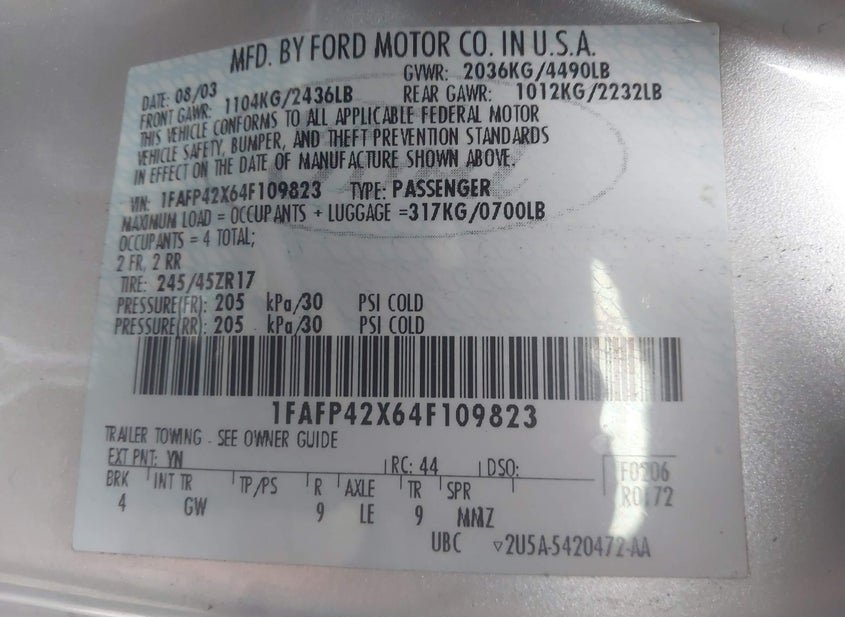 MFD. BY FORD MOTOR CO. IN U.S.A.
DATE: 08/03 GVWR: 2036KG/4490LB
FRONT GAWR: 1104KG/2436LB REAR GAWR: 1012KG/2232LB
THIS VEHICLE CONFORMS TO ALL APPLICABLE FEDERAL MOTOR
VEHICLE SAFETY, BUMPER, AND THEFT PREVENTION STANDARDS
IN EFFECT ON THE DATE OF MANUFACTURE SHOWN ABOVE.
VIN: 1FAFP42X64F109823 TYPE: PASSENGER
MAXIMUM LOAD = OCCUPANTS + LUGGAGE =317KG/0700LB
OCCUPANTS = 4 TOTAL;
2 FR, 2 RR
TIRE: 245/45ZR17
PRESSURE(FR): 205 kPa/30 PSI COLD
PRESSURE(RR): 205 kPa/30 PSI COLD
1FAFP42X64F109823
TRAILER TOWING - SEE OWNER GUIDE
EXT PNT: YN RC: 44 DSO: F0206
BRK INT TR TP/PS R AXLE TR SPR R0172
4 GW 9 LE 9 MMZ
UBC ▽2U5A-5420472-AA